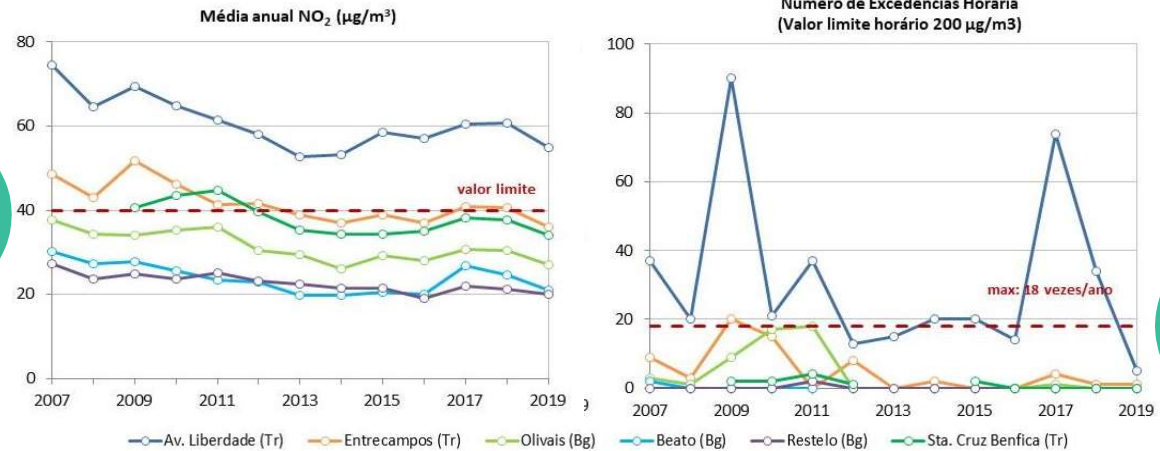 Média anual NO₂ (µg/m³)
80
60
40
20
0
valor limite
2007
2009
2011
2013
2015
2017
2019
Número de Excedências Horária
(Valor limite horário 200 µg/m3)
100
80
60
40
20
0
max: 18 vezes/ano
9
2007
2009
2011
2013
2015
2017
2019
Av. Liberdade (Tr)
Entrecampos (Tr)
Olivais (Bg)
Beato (Bg)
Restelo (Bg)
Sta. Cruz Benfica (Tr)